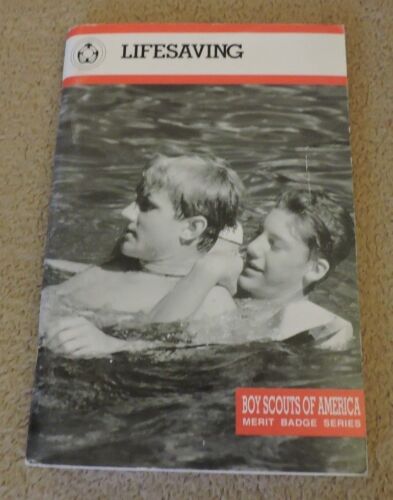 LIFESAVING
BOY SCOUTS OF AMERICA
MERIT BADGE SERIES